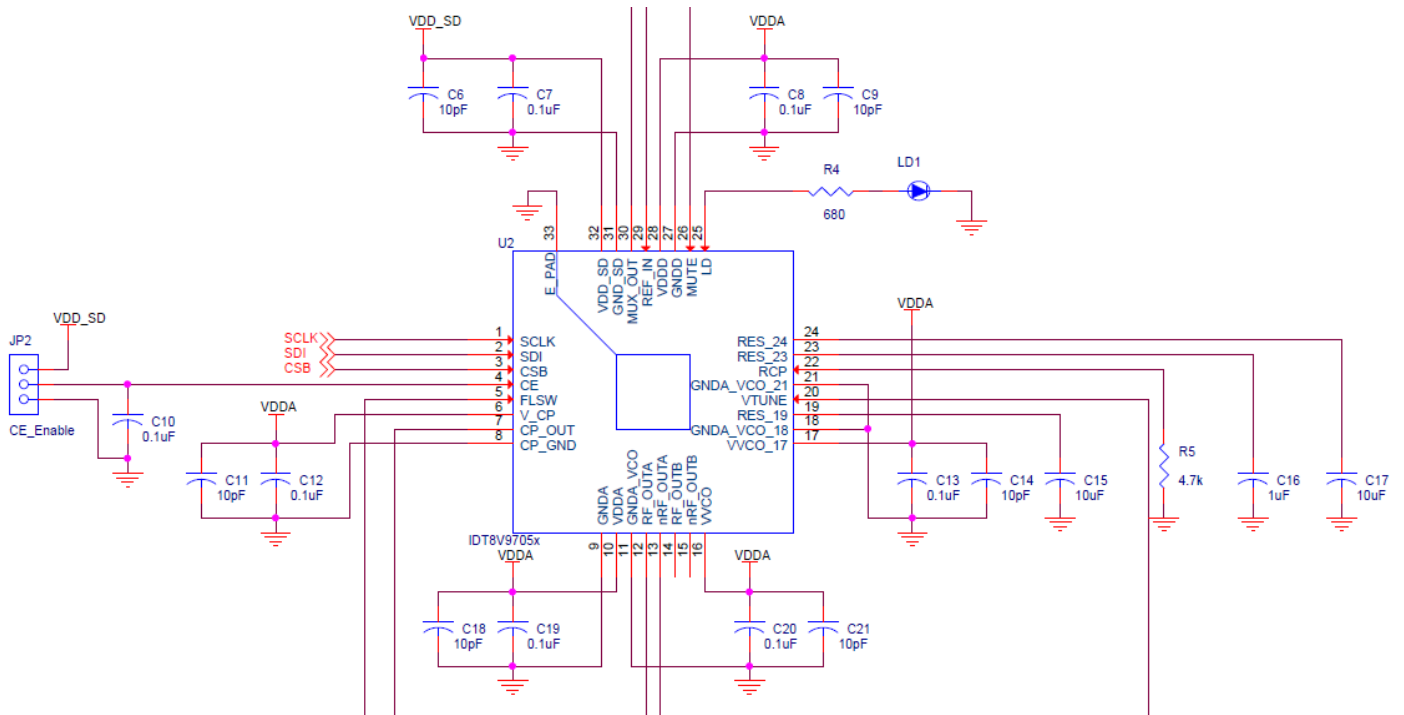 VDD_SD
VDDA
C6
10pF
C7
0.1uF
C8
0.1uF
C9
10pF
R4
680
LD1
U2
33
32
31
30
29
28
27
26
25
E_PAD
VDD_SD
GND_SD
MUX_OUT
REF_IN
VDDD
GNDD
MUTE
LD
JP2
VDD_SD
CE_Enable
C10
0.1uF
SCLK
SDI
CSB
1
2
3
4
5
6
7
8
SCLK
SDI
CSB
CE
FLSW
V_CP
CP_OUT
CP_GND
VDDA
C11
10pF
C12
0.1uF
24
23
22
21
20
19
18
17
RES_24
RES_23
RCP
GNDA_VCO_21
VTUNE
RES_19
GNDA_VCO_18
VVCO_17
VDDA
C13
0.1uF
C14
10pF
C15
10uF
R5
4.7k
C16
1uF
C17
10uF
GNDA
VDDA
GNDA_VCO
RF_OUTA
nRF_OUTA
RF_OUTB
nRF_OUTB
VVCO
9
10
11
12
13
14
15
16
IDT8V9705x
VDDA
C18
10pF
C19
0.1uF
VDDA
C20
0.1uF
C21
10pF